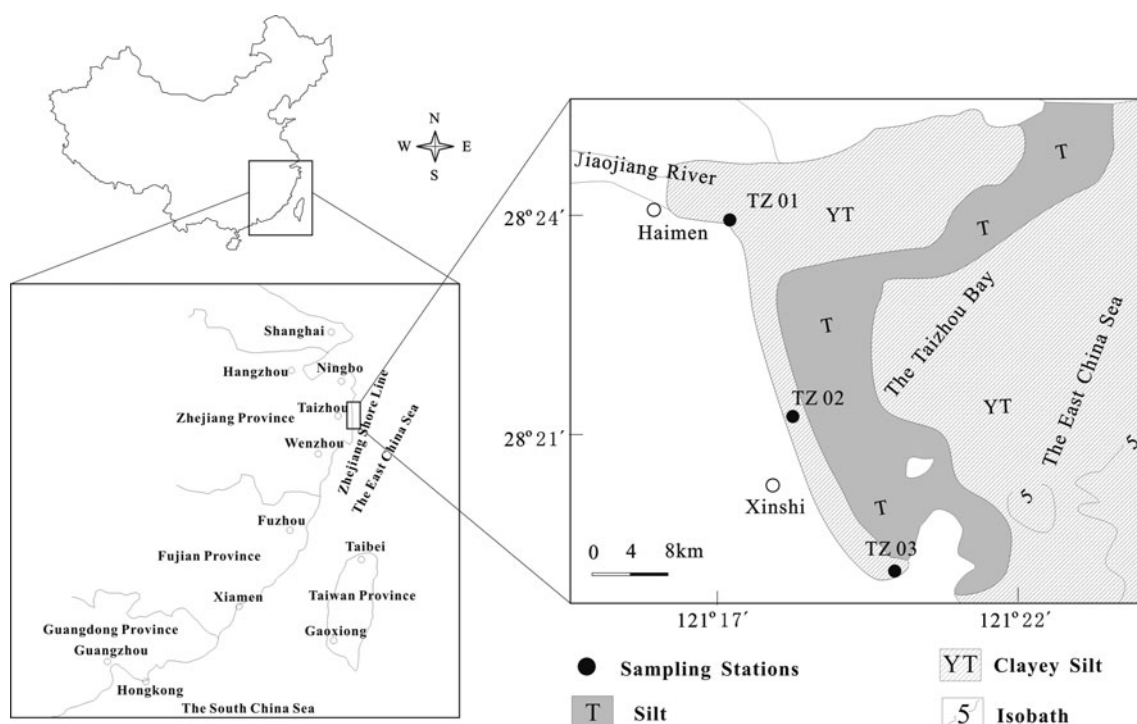 N
W E
S
Shanghai
Hangzhou
Ningbo
Taizhou
Zhejiang Province
Wenzhou
Zhejiang Shore Line
The East China Sea
Fuzhou
Fujian Province
Taibei
Xiamen
Taiwan Province
Guangdong Province
Guangzhou
Gaoxiong
Hongkong
The South China Sea
Jiaojiang River
T
TZ 01
YT
T
28°24′
Haimen
The Taizhou Bay
T
The East China Sea
TZ 02
YT
28°21′
5
Xinshi
5
T
TZ 03
0 4 8km
121°17′
121°22′
Sampling Stations
YT Clayey Silt
T Silt
5 Isobath